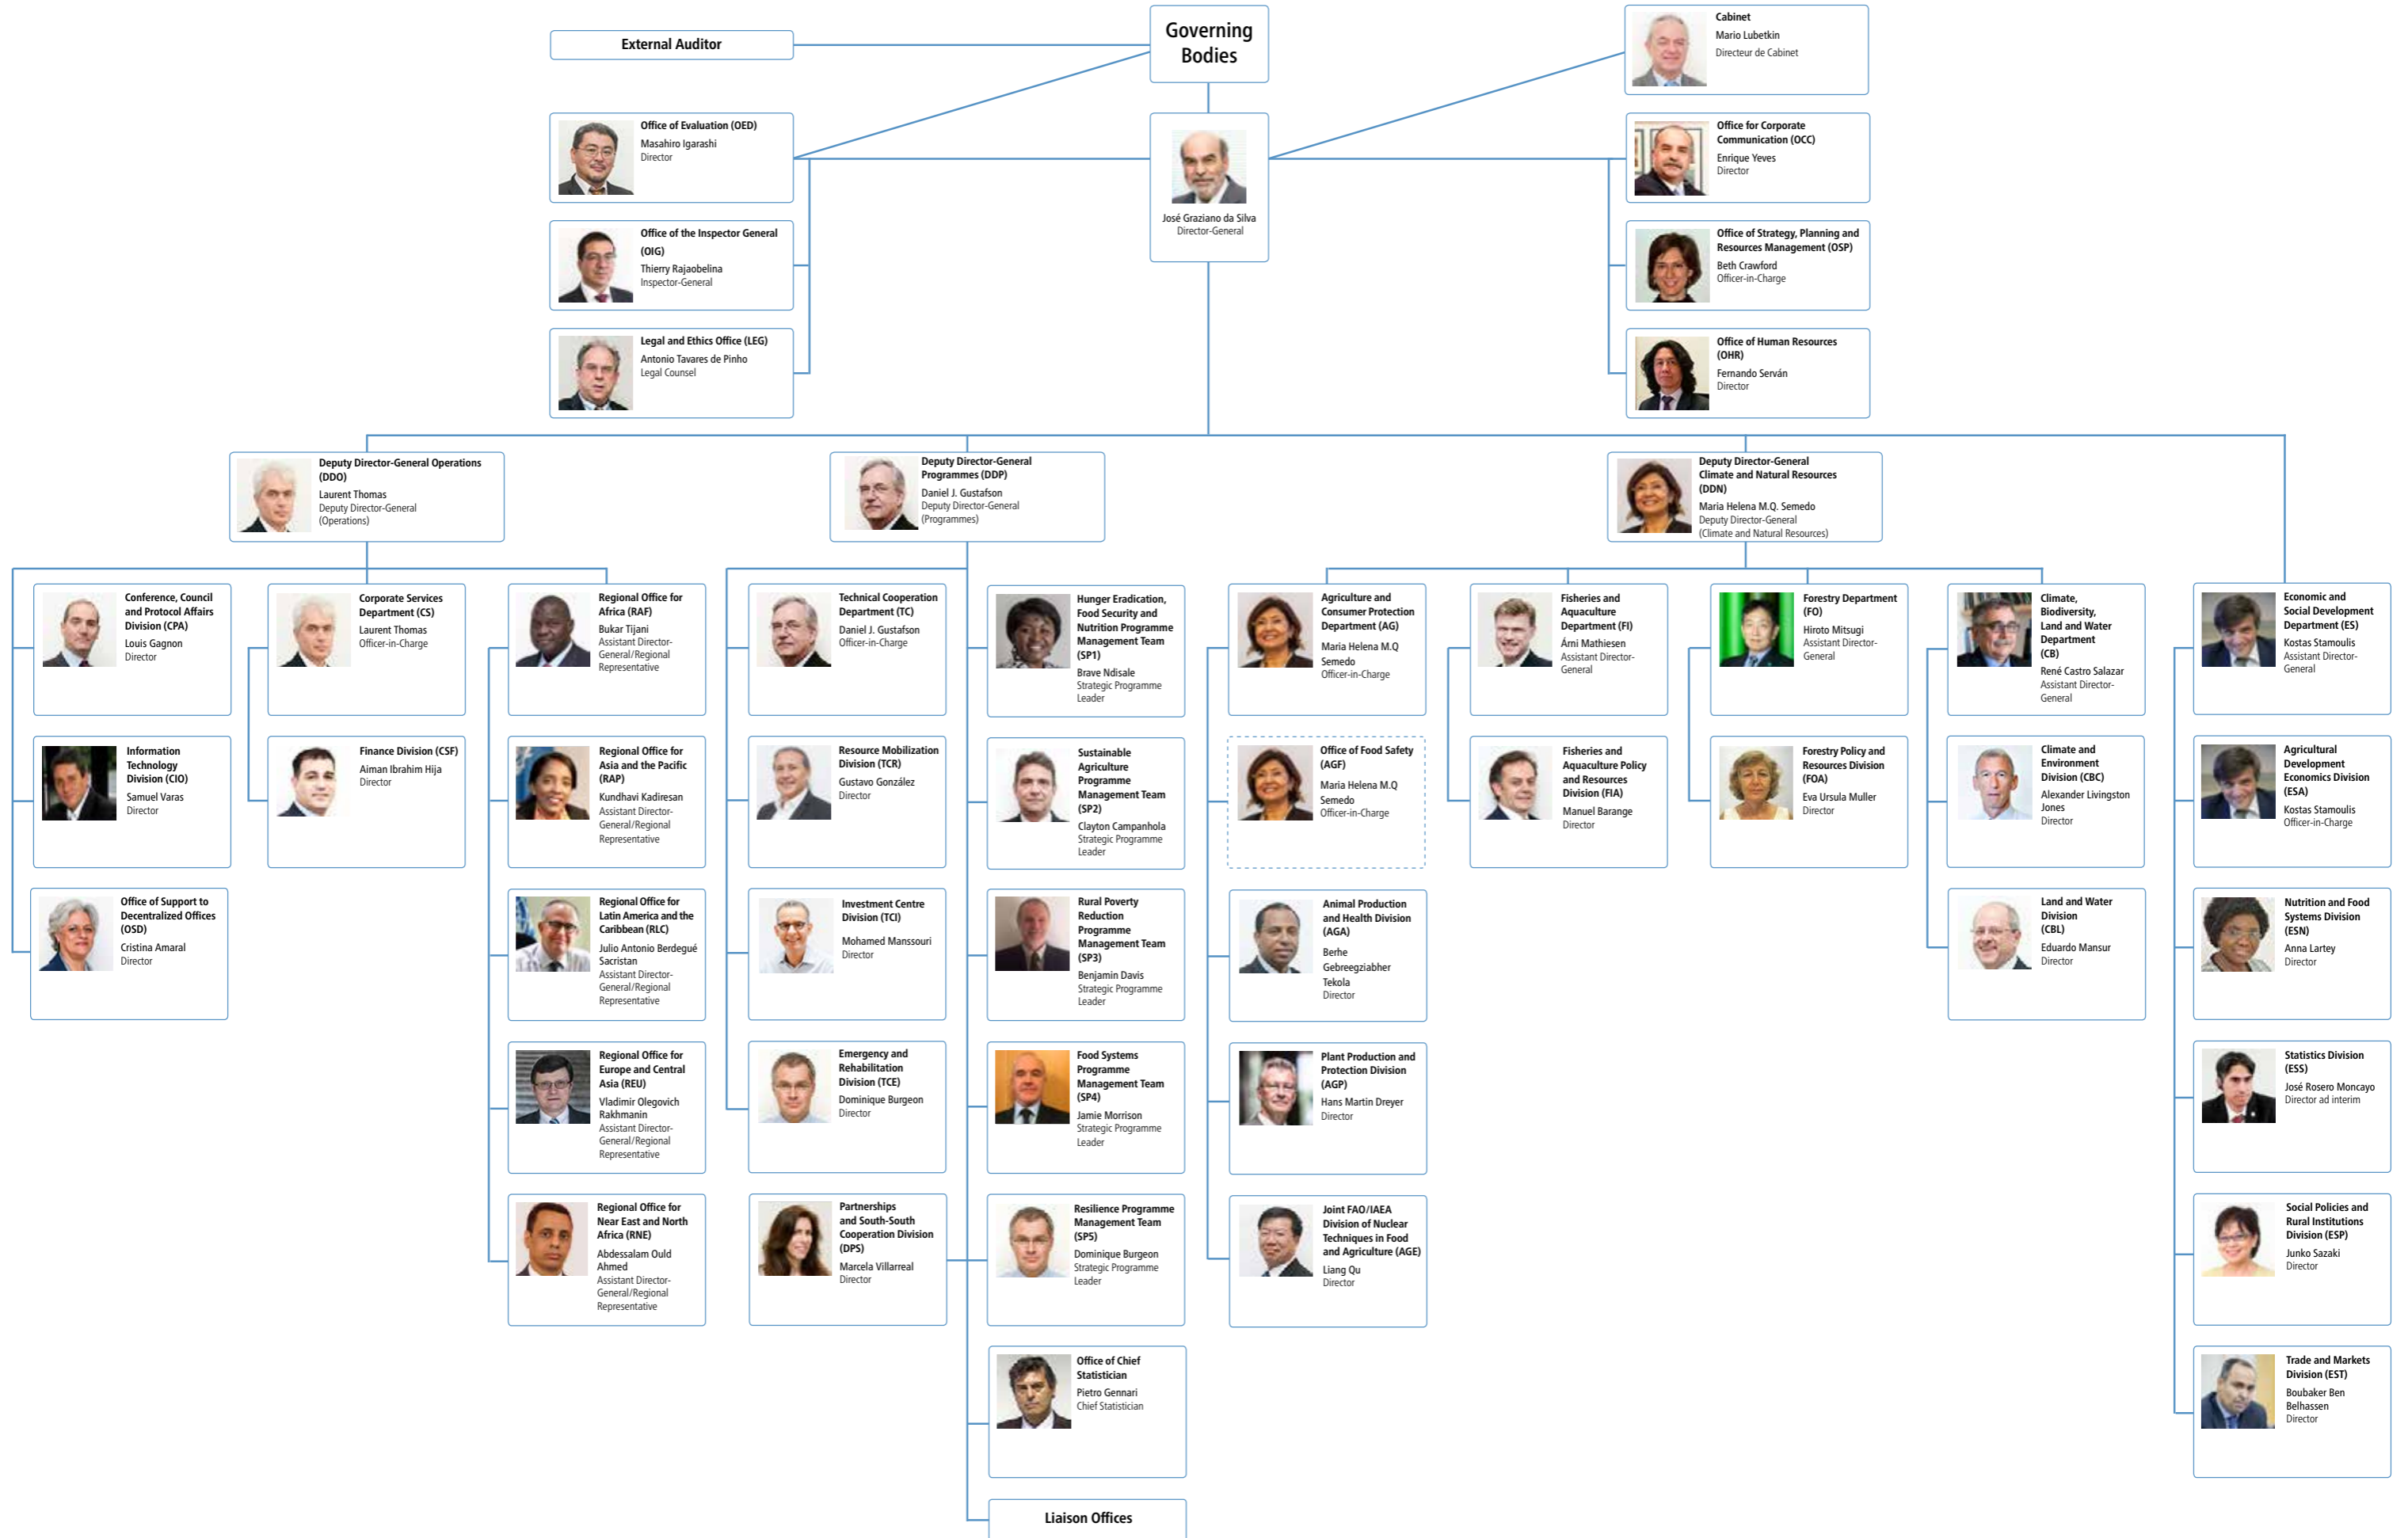 External Auditor
Governing
Bodies
Cabinet
Mario Lubetkin
Directeur de Cabinet
Office of Evaluation (OED)
Masahiro Igarashi
Director
José Graziano da Silva
Director-General
Office for Corporate
Communication (OCC)
Enrique Yeves
Director
Office of the Inspector General
(OIG)
Thierry Rajaobelina
Inspector-General
Office of Strategy, Planning and
Resources Management (OSP)
Beth Crawford
Officer-in-Charge
Legal and Ethics Office (LEG)
Antonio Tavares de Pinho
Legal Counsel
Office of Human Resources
(OHR)
Fernando Serván
Director
Deputy Director-General Operations
(DDO)
Laurent Thomas
Deputy Director-General
(Operations)
Deputy Director-General
Programmes (DDP)
Daniel J. Gustafson
Deputy Director-General
(Programmes)
Deputy Director-General
Climate and Natural Resources
(DDN)
Maria Helena M.Q. Semedo
Deputy Director-General
(Climate and Natural Resources)
Conference, Council
and Protocol Affairs
Division (CPA)
Louis Gagnon
Director
Corporate Services
Department (CS)
Laurent Thomas
Officer-in-Charge
Regional Office for
Africa (RAF)
Bukar Tijani
Assistant Director-
General/Regional
Representative
Technical Cooperation
Department (TC)
Daniel J. Gustafson
Officer-in-Charge
Hunger Eradication,
Food Security and
Nutrition Programme
Management Team
(SP1)
Brave Ndisale
Strategic Programme
Leader
Agriculture and
Consumer Protection
Department (AG)
Maria Helena M.Q
Semedo
Officer-in-Charge
Fisheries and
Aquaculture
Department (FI)
Árni Mathiesen
Assistant Director-
General
Forestry Department
(FO)
Hiroto Mitsugi
Assistant Director-
General
Climate,
Biodiversity,
Land and Water
Department
(CB)
René Castro Salazar
Assistant Director-
General
Economic and
Social Development
Department (ES)
Kostas Stamoulis
Assistant Director-
General
Information
Technology
Division (CIO)
Samuel Varas
Director
Finance Division (CSF)
Aiman Ibrahim Hija
Director
Regional Office for
Asia and the Pacific
(RAP)
Kundhavi Kadiresan
Assistant Director-
General/Regional
Representative
Resource Mobilization
Division (TCR)
Gustavo González
Director
Sustainable
Agriculture
Programme
Management Team
(SP2)
Clayton Campanhola
Strategic Programme
Leader
Office of Food Safety
(AGF)
Maria Helena M.Q
Semedo
Officer-in-Charge
Fisheries and
Aquaculture Policy
and Resources
Division (FIA)
Manuel Barange
Director
Forestry Policy and
Resources Division
(FOA)
Eva Ursula Muller
Director
Climate and
Environment
Division (CBC)
Alexander Livingston
Jones
Director
Agricultural
Development
Economics Division
(ESA)
Kostas Stamoulis
Officer-in-Charge
Office of Support to
Decentralized Offices
(OSD)
Cristina Amaral
Director
Regional Office for
Latin America and the
Caribbean (RLC)
Julio Antonio Berdegué
Sacristan
Assistant Director-
General/Regional
Representative
Investment Centre
Division (TCI)
Mohamed Manssouri
Director
Rural Poverty
Reduction
Programme
Management Team
(SP3)
Benjamin Davis
Strategic Programme
Leader
Animal Production
and Health Division
(AGA)
Berhe
Gebreegziabher
Tekola
Director
Land and Water
Division
(CBL)
Eduardo Mansur
Director
Nutrition and Food
Systems Division
(ESN)
Anna Lartey
Director
Regional Office for
Europe and Central
Asia (REU)
Vladimir Olegovich
Rakhmanin
Assistant Director-
General/Regional
Representative
Emergency and
Rehabilitation
Division (TCE)
Dominique Burgeon
Director
Food Systems
Programme
Management Team
(SP4)
Jamie Morrison
Strategic Programme
Leader
Plant Production and
Protection Division
(AGP)
Hans Martin Dreyer
Director
Statistics Division
(ESS)
José Rosero Moncayo
Director ad interim
Regional Office for
Near East and North
Africa (RNE)
Abdessalam Ould
Ahmed
Assistant Director-
General/Regional
Representative
Partnerships
and South-South
Cooperation Division
(DPS)
Marcela Villarreal
Director
Resilience Programme
Management Team
(SP5)
Dominique Burgeon
Strategic Programme
Leader
Joint FAO/IAEA
Division of Nuclear
Techniques in Food
and Agriculture (AGE)
Liang Qu
Director
Social Policies and
Rural Institutions
Division (ESP)
Junko Sazaki
Director
Office of Chief
Statistician
Pietro Gennari
Chief Statistician
Trade and Markets
Division (EST)
Boubaker Ben
Belhassen
Director
Liaison Offices